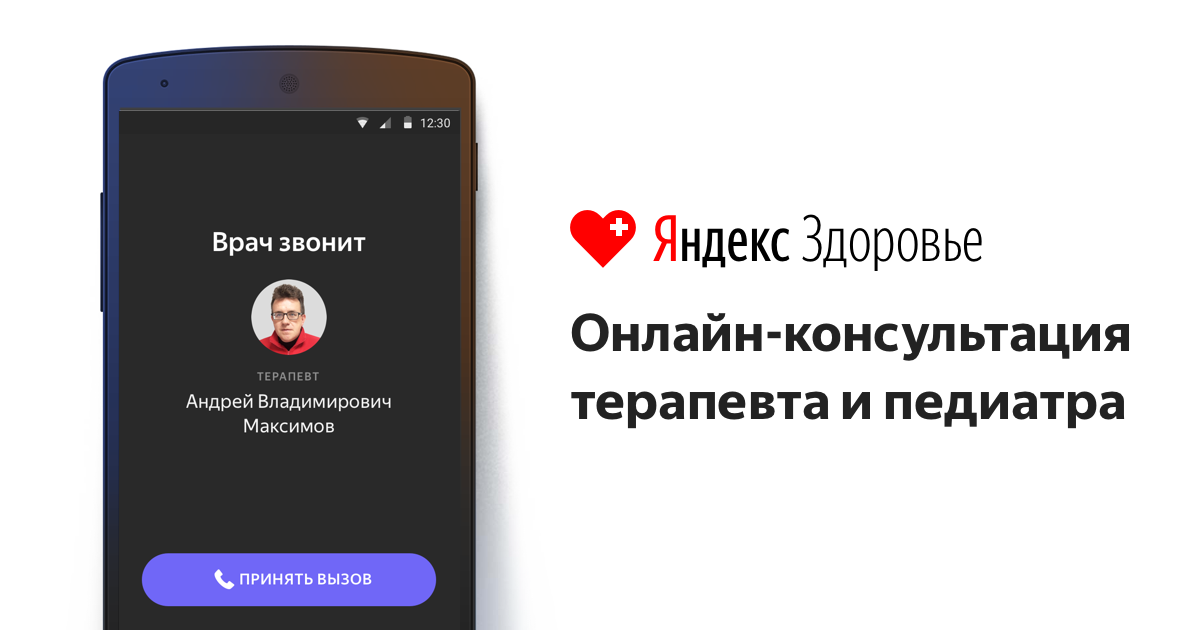 12:30
Врач звонит
ТЕРАПЕВТ
Андрей Владимирович
Максимов
ПРИНЯТЬ ВЫЗОВ
Яндекс Здоровье
Онлайн-консультация
терапевта и педиатра